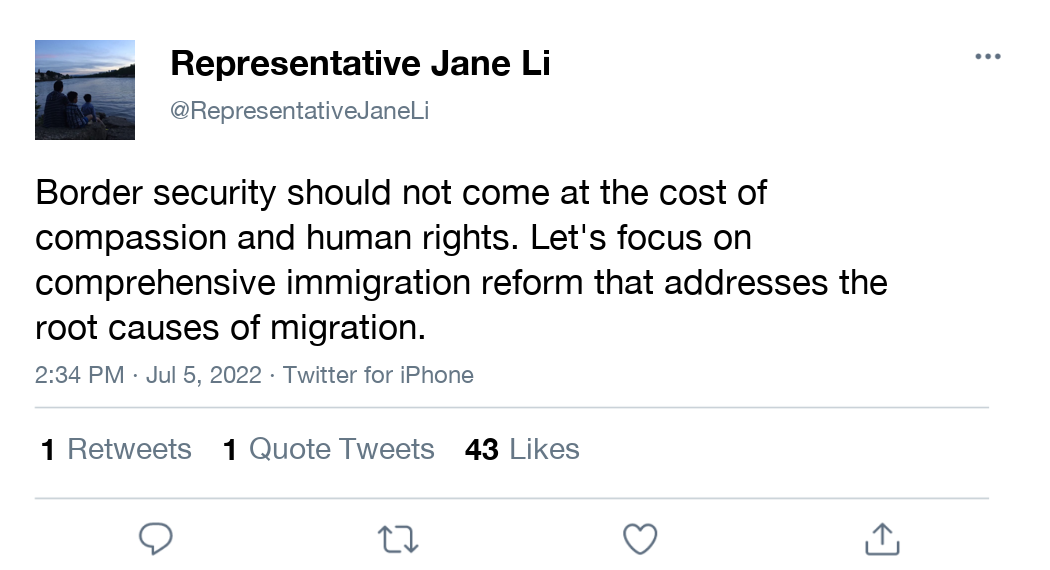 Representative Jane Li
@RepresentativeJaneLi
Border security should not come at the cost of
compassion and human rights. Let's focus on
comprehensive immigration reform that addresses the
root causes of migration.
2:34 PM · Jul 5, 2022 · Twitter for iPhone
1 Retweets 1 Quote Tweets 43 Likes